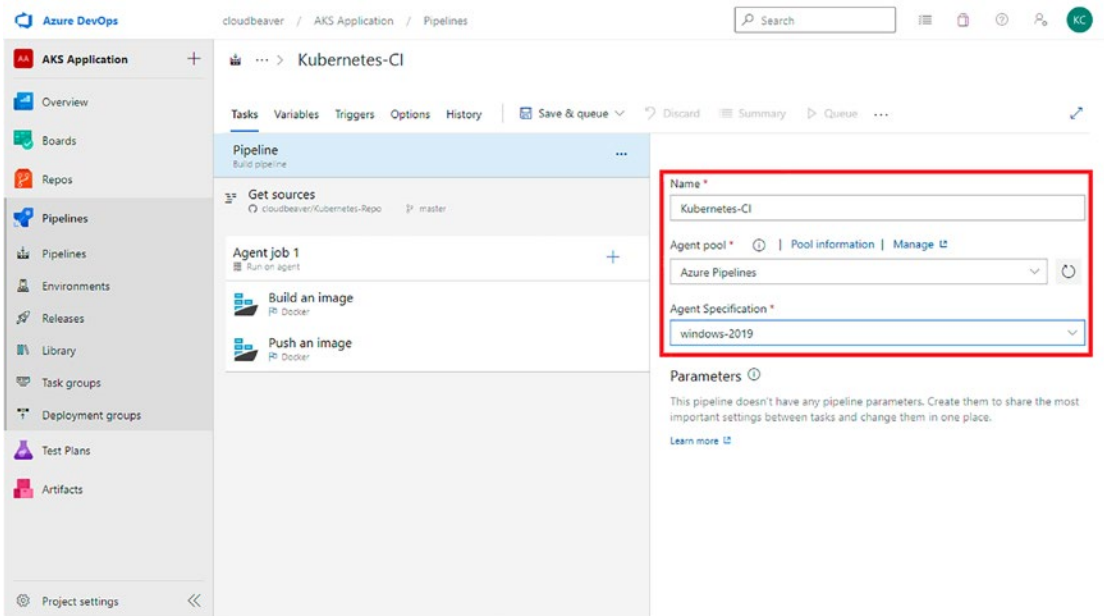 Azure DevOps
cloudbeaver / AKS Application / Pipelines
Search
KC
AA AKS Application
Overview
Boards
Repos
Pipelines
Pipelines
Environments
Releases
Library
Task groups
Deployment groups
Test Plans
Artifacts
Project settings
... > Kubernetes-CI
Tasks Variables Triggers Options History Save & queue Discard Summary Queue ...
Pipeline ...
Build pipeline
Get sources
cloudbeaver/Kubernetes-Repo master
Agent job 1
Run on agent
Build an image
Docker
Push an image
Docker
Name *
Kubernetes-CI
Agent pool * | Pool information | Manage
Azure Pipelines
Agent Specification *
windows-2019
Parameters
This pipeline doesn't have any pipeline parameters. Create them to share the most
important settings between tasks and change them in one place.
Learn more